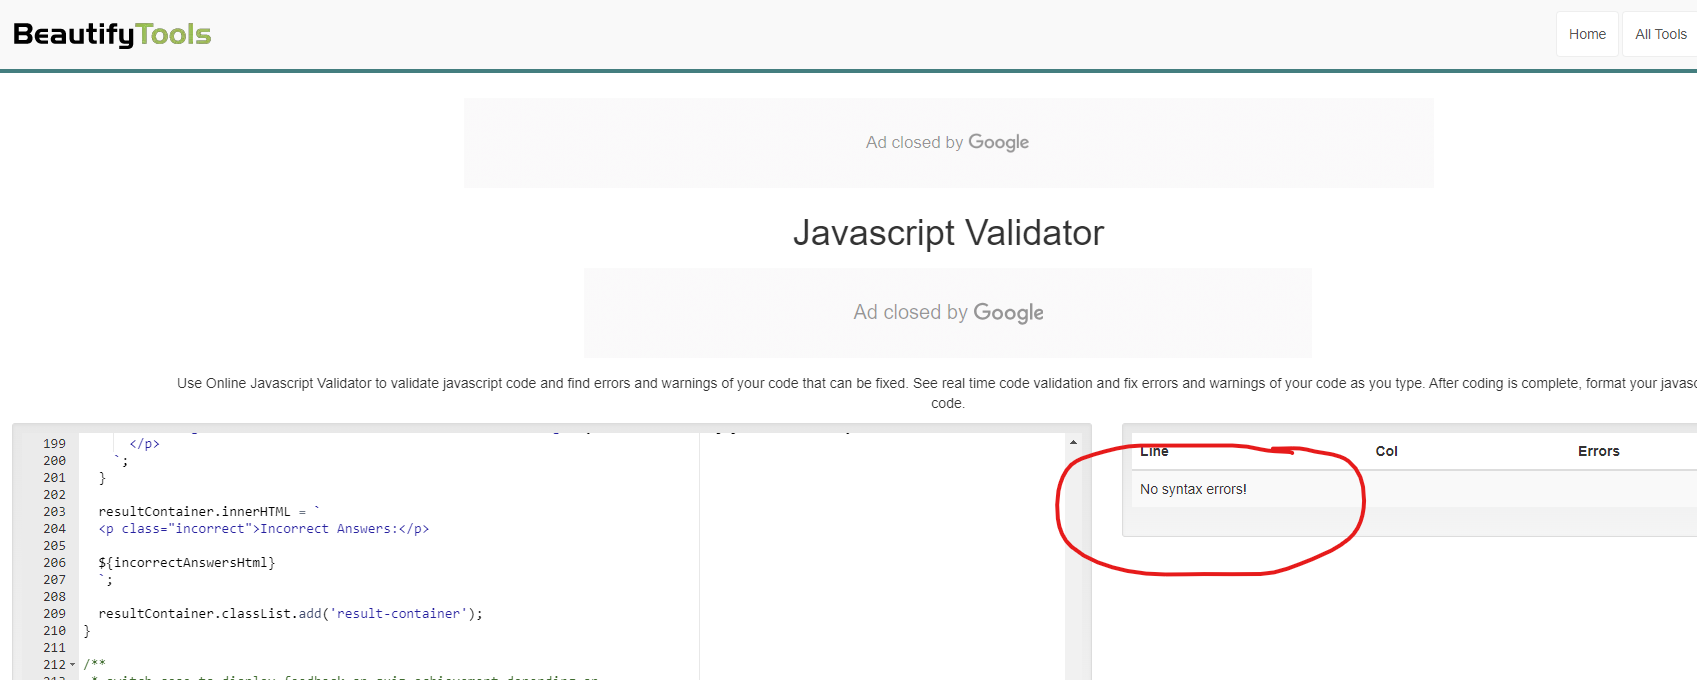 BeautifyTools
Home
All Tools
Ad closed by Google
Javascript Validator
Ad closed by Google
Use Online Javascript Validator to validate javascript code and find errors and warnings of your code that can be fixed. See real time code validation and fix errors and warnings of your code as you type. After coding is complete, format your javasc
code.
199 </p>
200 `;
201 }
202
203 resultContainer.innerHTML = `
204 <p class="incorrect">Incorrect Answers:</p>
205
206 ${incorrectAnswersHtml}
207 `;
208
209 resultContainer.classList.add('result-container');
210 }
211
212 /**
Line Col Errors
No syntax errors!